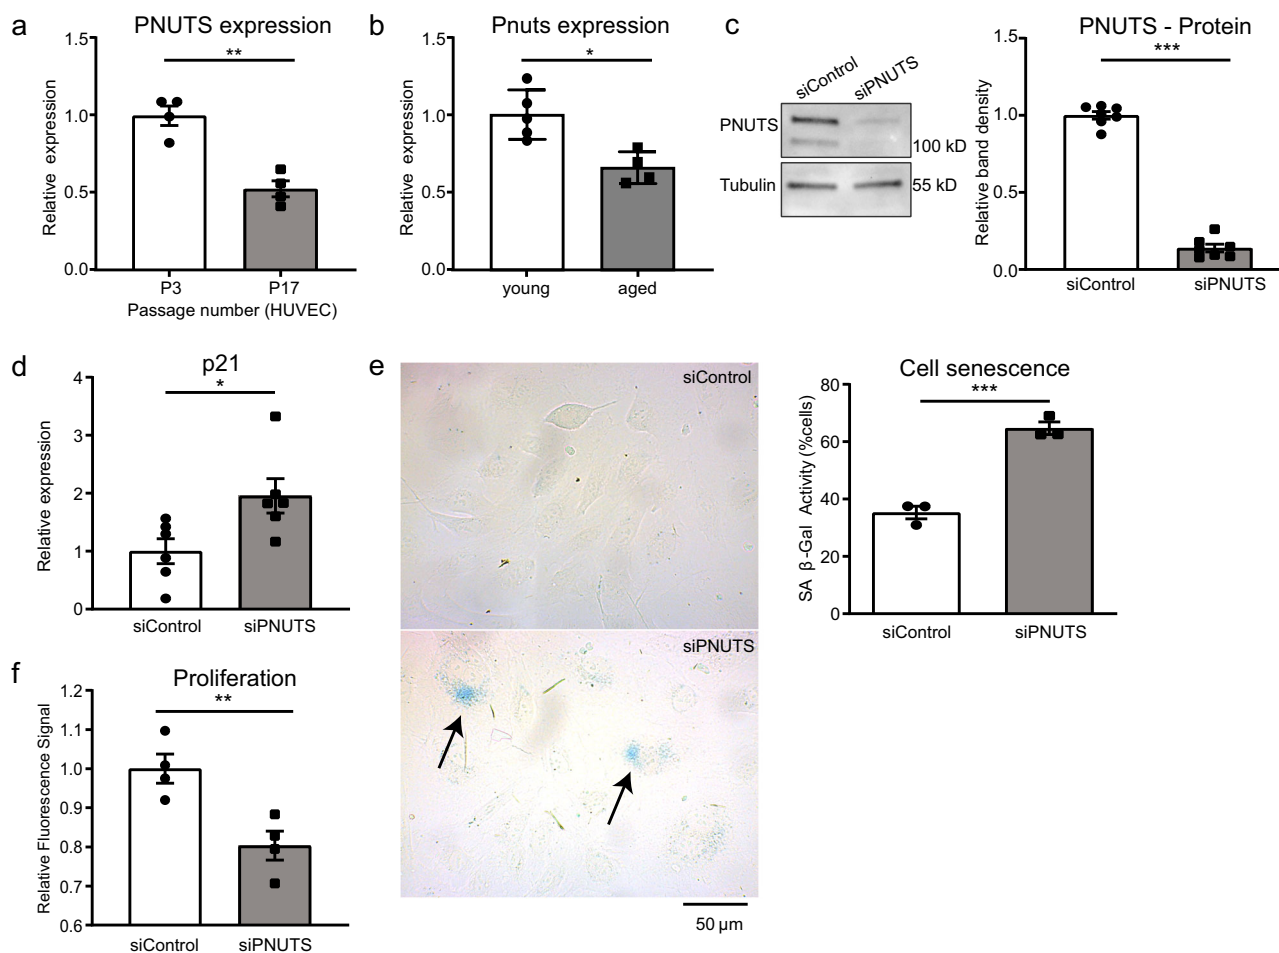 a
PNUTS expression
**
1.5
1.0
0.5
0.0
Relative expression
P3
P17
Passage number (HUVEC)
b
Pnuts expression
*
1.5
1.0
0.5
0.0
Relative expression
young
aged
c
siControl
siPNUTS
PNUTS
100 kD
Tubulin
55 kD
PNUTS - Protein
***
1.5
1.0
0.5
0.0
Relative band density
siControl
siPNUTS
d
p21
*
4
3
2
1
0
Relative expression
siControl
siPNUTS
e
siControl
siPNUTS
50 µm
Cell senescence
***
80
60
40
20
0
SA β-Gal Activity (%cells)
siControl
siPNUTS
f
Proliferation
**
1.2
1.1
1.0
0.9
0.8
0.7
0.6
Relative Fluorescence Signal
siControl
siPNUTS